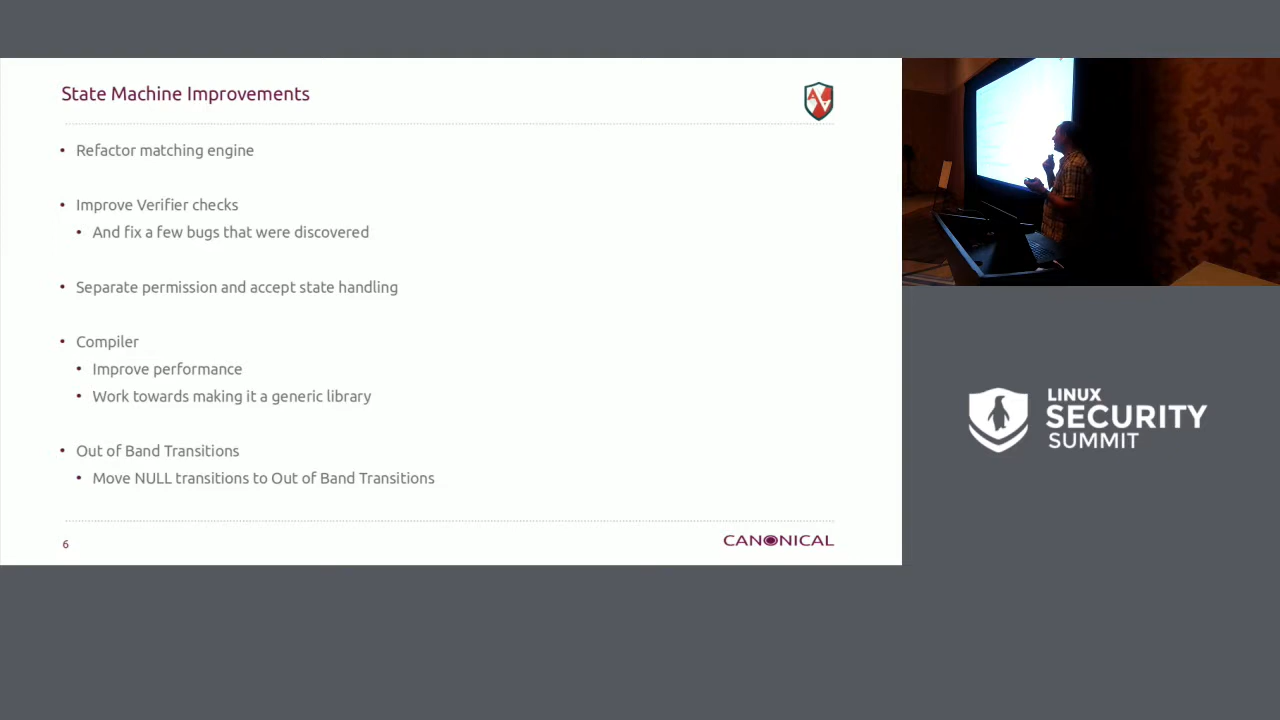 State Machine Improvements
• Refactor matching engine
• Improve Verifier checks
• And fix a few bugs that were discovered
• Separate permission and accept state handling
• Compiler
• Improve performance
• Work towards making it a generic library
• Out of Band Transitions
• Move NULL transitions to Out of Band Transitions
6
CANONICAL
LINUX
SECURITY
SUMMIT